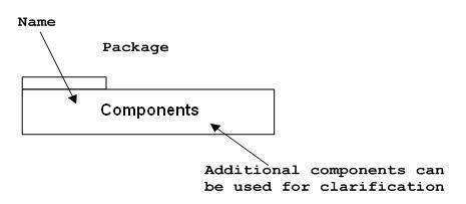 Name
Package
Components
Additional components can
be used for clarification